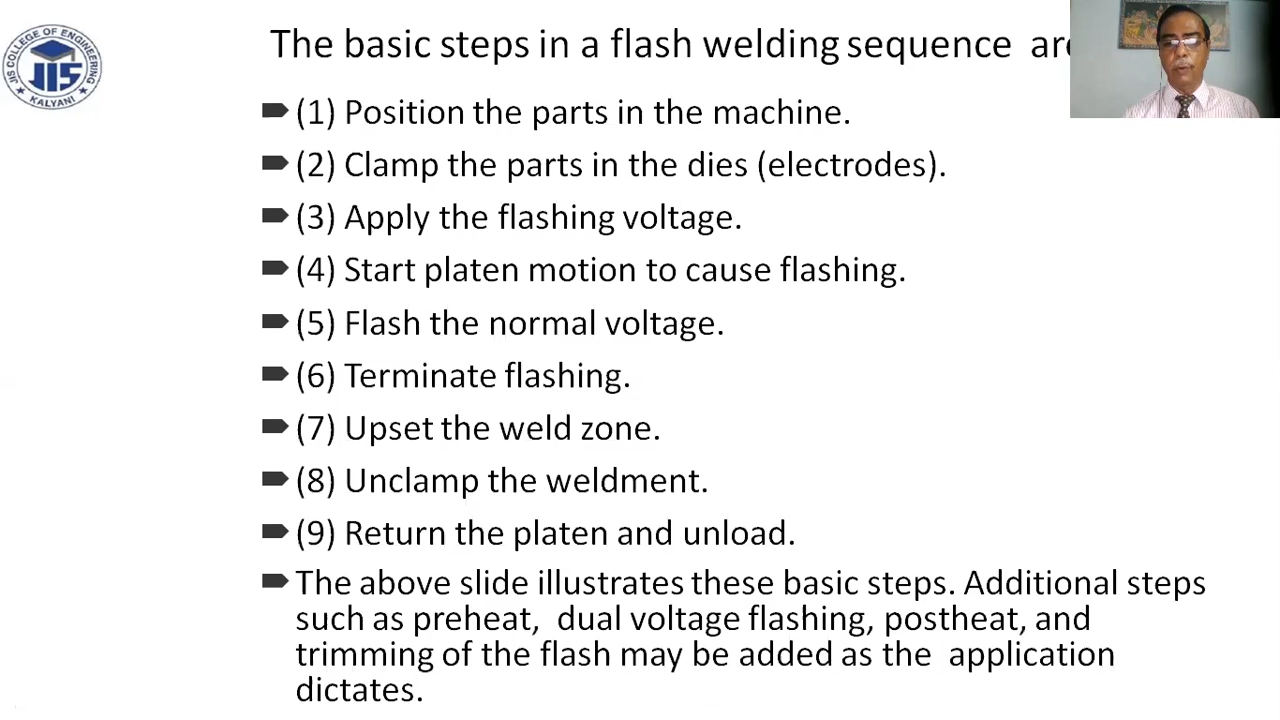 JIS COLLEGE OF ENGINEERING
JIS
KALYANI
The basic steps in a flash welding sequence are
(1) Position the parts in the machine.
(2) Clamp the parts in the dies (electrodes).
(3) Apply the flashing voltage.
(4) Start platen motion to cause flashing.
(5) Flash the normal voltage.
(6) Terminate flashing.
(7) Upset the weld zone.
(8) Unclamp the weldment.
(9) Return the platen and unload.
The above slide illustrates these basic steps. Additional steps
such as preheat, dual voltage flashing, postheat, and
trimming of the flash may be added as the application
dictates.